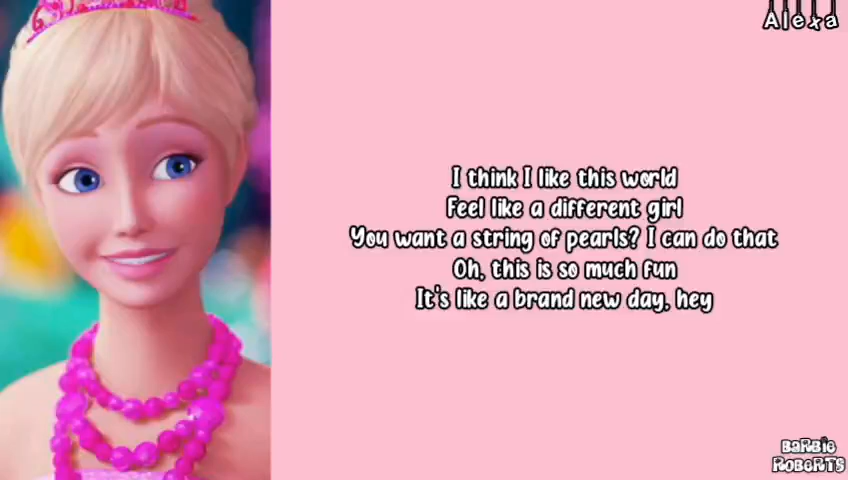 Alexa
I think I like this world
Feel like a different girl
You want a string of pearls? I can do that
Oh, this is so much fun
It's like a brand new day, hey
BARBIE
ROBERTS